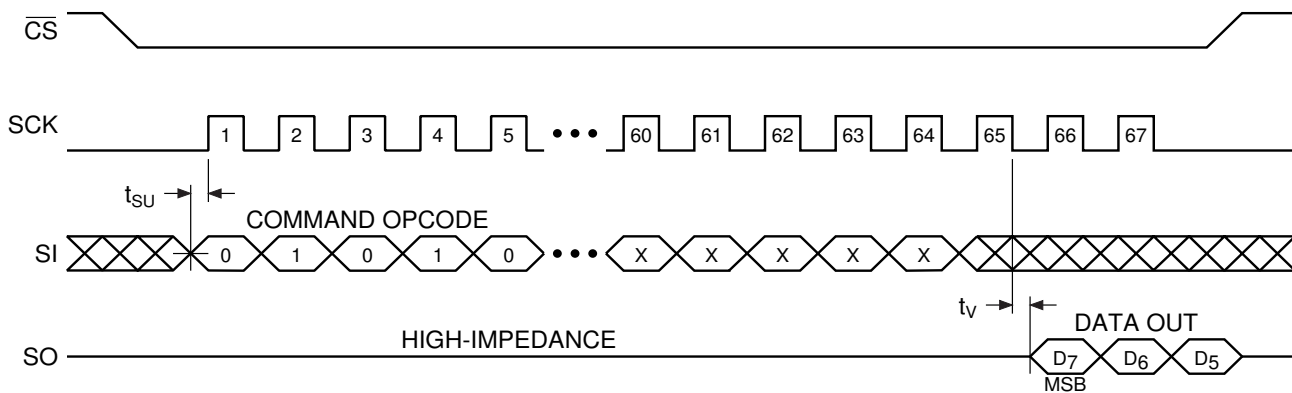 CS
SCK
1 2 3 4 5 ••• 60 61 62 63 64 65 66 67
tSU
COMMAND OPCODE
SI
0 1 0 1 0 ••• X X X X X
tV
HIGH-IMPEDANCE
DATA OUT
SO
D7 D6 D5
MSB